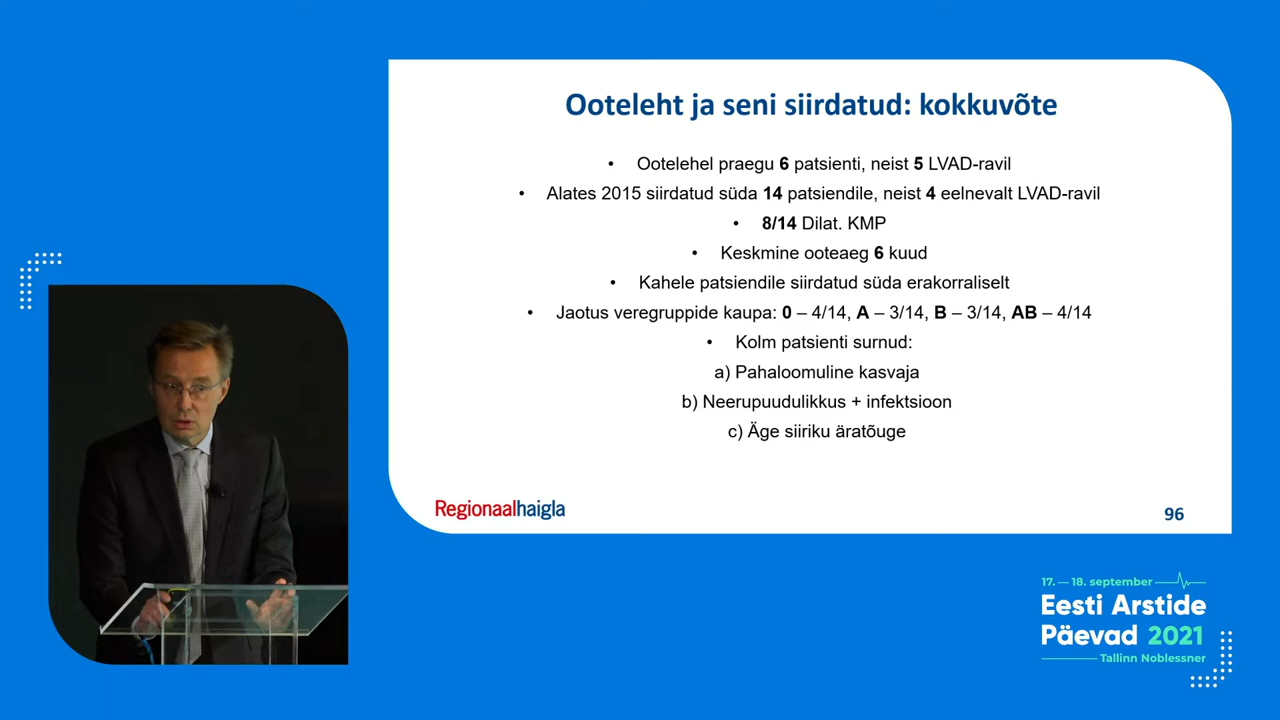 Ooteleht ja seni siirdatud: kokkuvõte
• Ootelehel praegu 6 patsienti, neist 5 LVAD-ravil
• Alates 2015 siirdatud süda 14 patsiendile, neist 4 eelnevalt LVAD-ravil
• 8/14 Dilat. KMP
• Keskmine ooteaeg 6 kuud
• Kahele patsiendile siirdatud süda erakorraliselt
• Jaotus veregruppide kaupa: 0 – 4/14, A – 3/14, B – 3/14, AB – 4/14
• Kolm patsienti surnud:
a) Pahaloomuline kasvaja
b) Neerupuudulikkus + infektsioon
c) Äge siiriku äratõuge
Regionaalhaigla
96
17. — 18. september
Eesti Arstide
Päevad 2021
Tallinn Noblessner